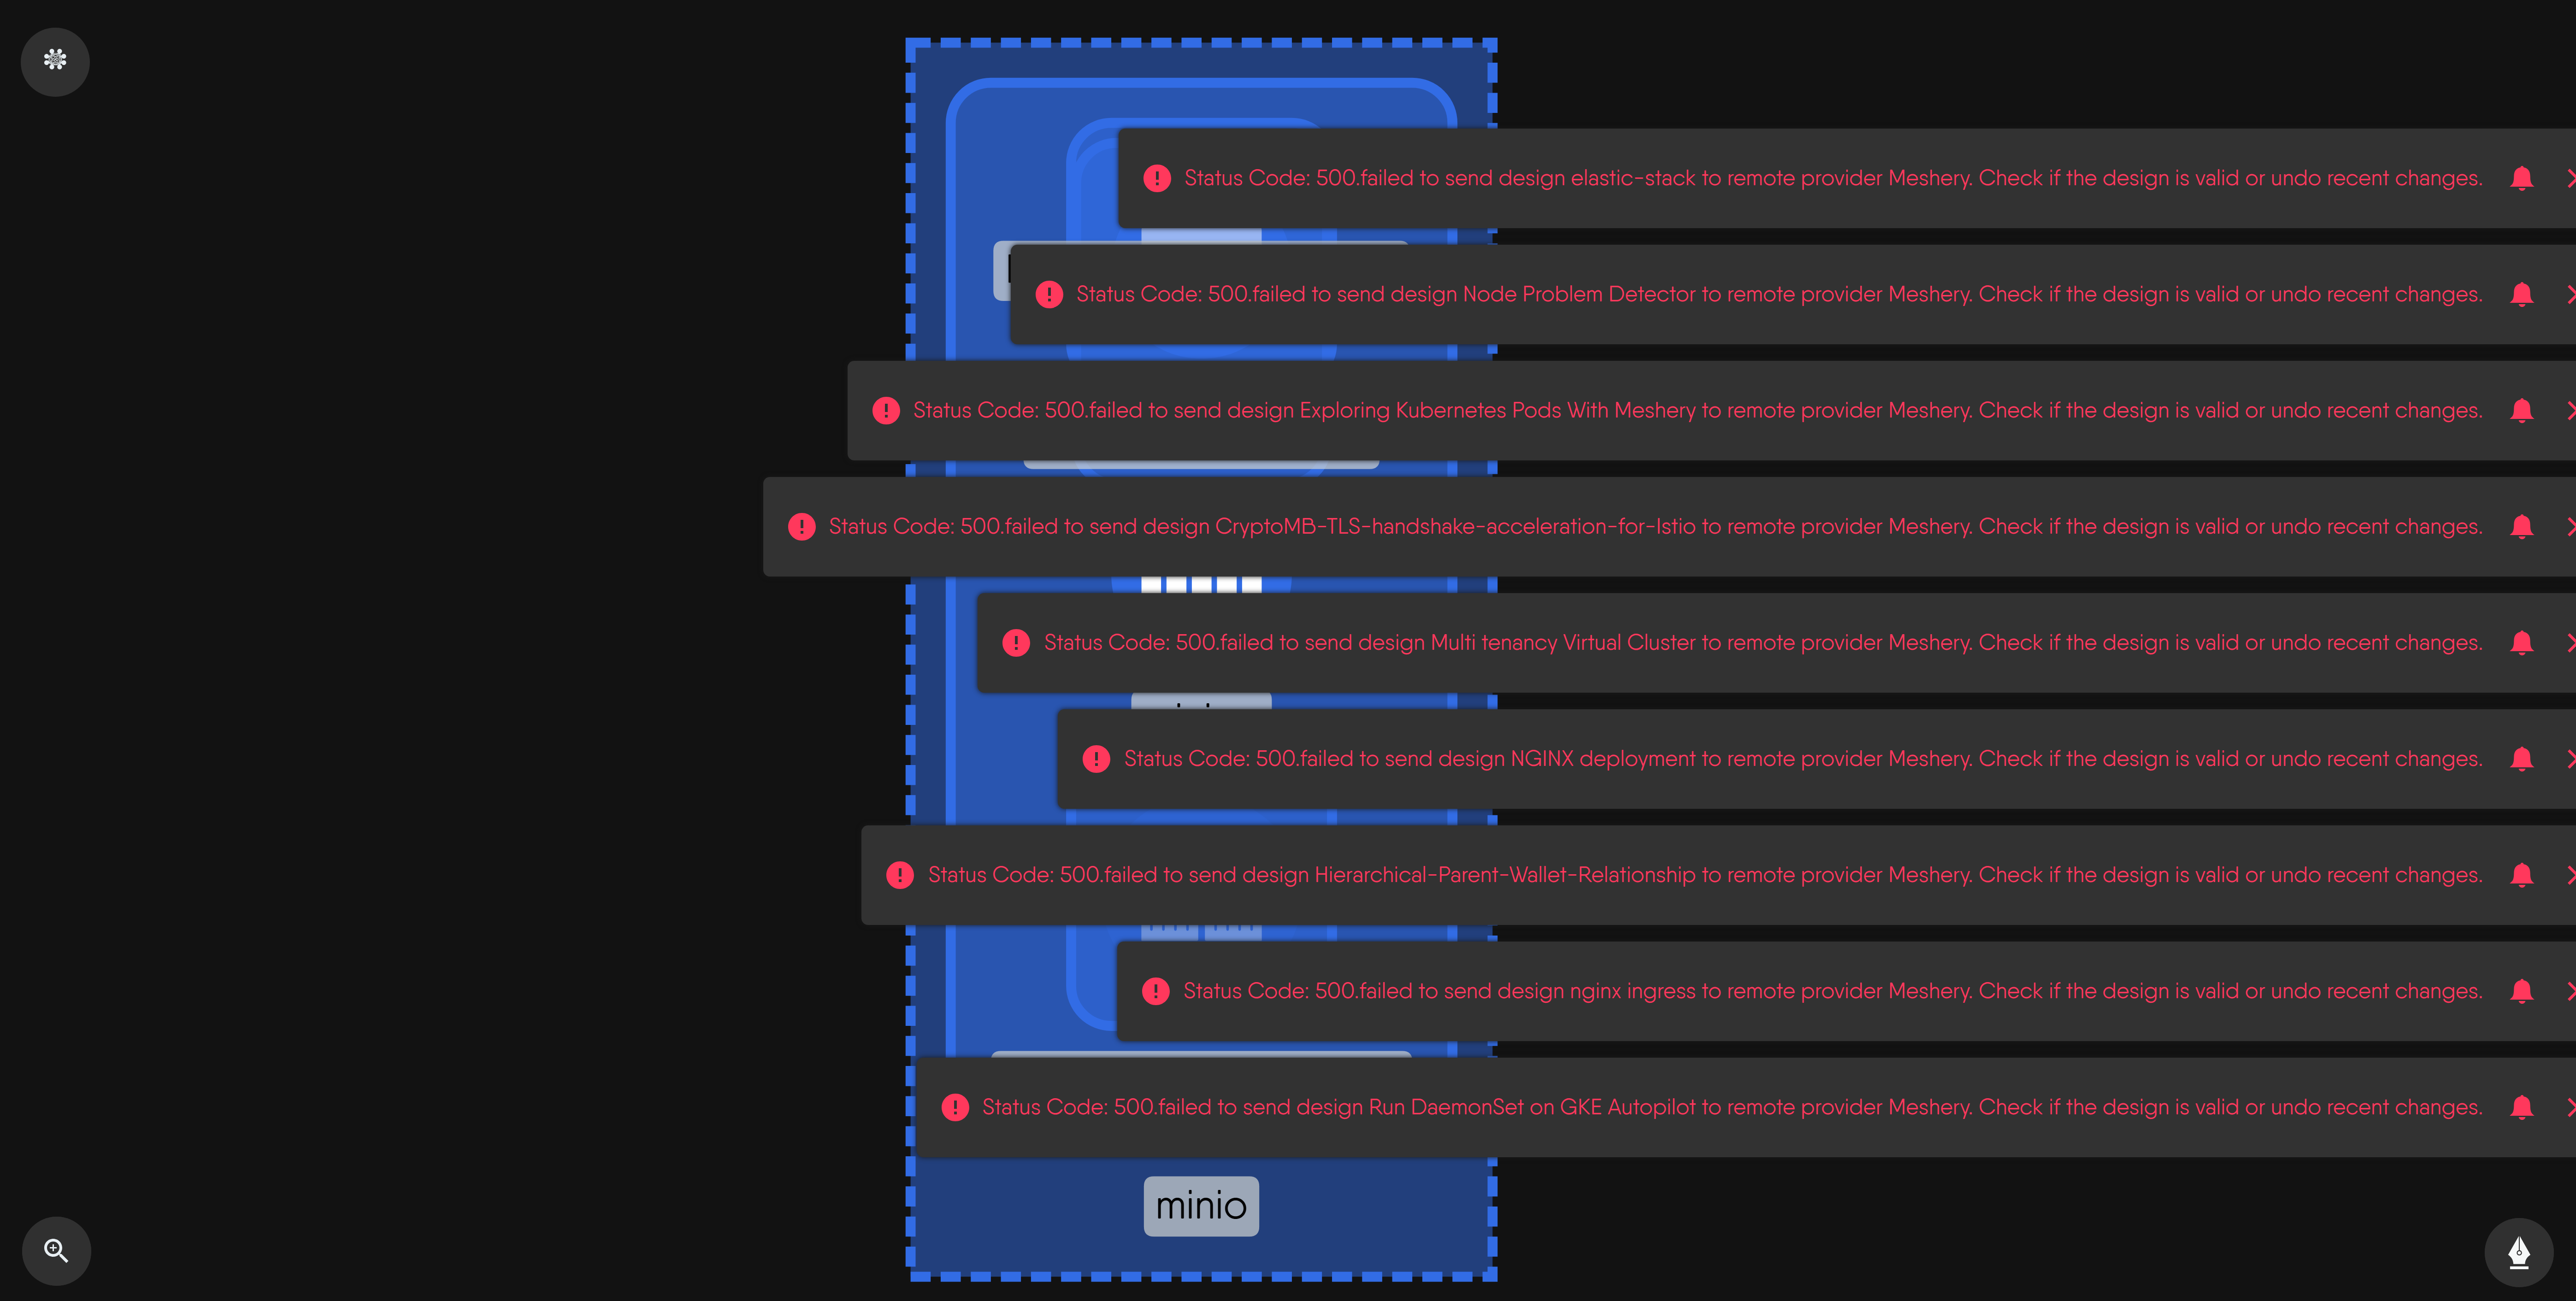 Status Code: 500.failed to send design elastic-stack to remote provider Meshery. Check if the design is valid or undo recent changes.
Status Code: 500.failed to send design Node Problem Detector to remote provider Meshery. Check if the design is valid or undo recent changes.
Status Code: 500.failed to send design Exploring Kubernetes Pods With Meshery to remote provider Meshery. Check if the design is valid or undo recent changes.
Status Code: 500.failed to send design CryptoMB-TLS-handshake-acceleration-for-Istio to remote provider Meshery. Check if the design is valid or undo recent changes.
Status Code: 500.failed to send design Multi tenancy Virtual Cluster to remote provider Meshery. Check if the design is valid or undo recent changes.
Status Code: 500.failed to send design NGINX deployment to remote provider Meshery. Check if the design is valid or undo recent changes.
Status Code: 500.failed to send design Hierarchical-Parent-Wallet-Relationship to remote provider Meshery. Check if the design is valid or undo recent changes.
Status Code: 500.failed to send design nginx ingress to remote provider Meshery. Check if the design is valid or undo recent changes.
Status Code: 500.failed to send design Run DaemonSet on GKE Autopilot to remote provider Meshery. Check if the design is valid or undo recent changes.
minio